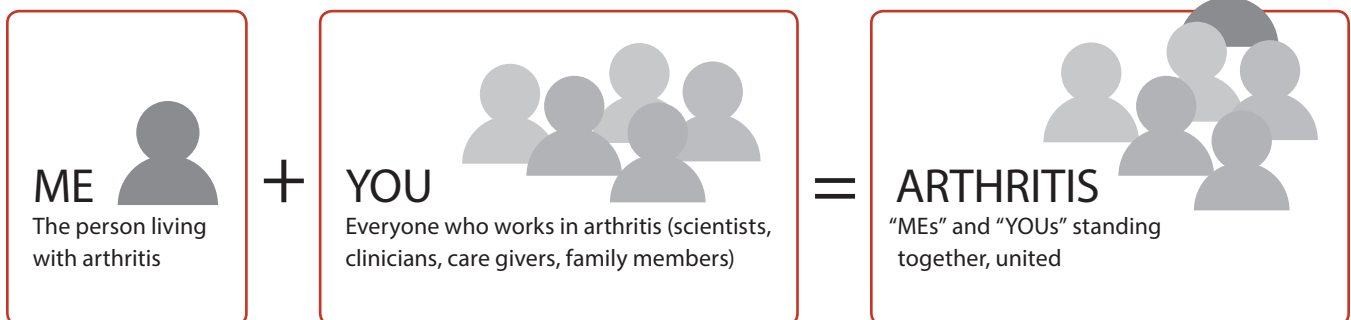 ME
The person living
with arthritis
+
YOU
Everyone who works in arthritis (scientists,
clinicians, care givers, family members)
=
ARTHRITIS
“MEs” and “YOUs” standing
together, united